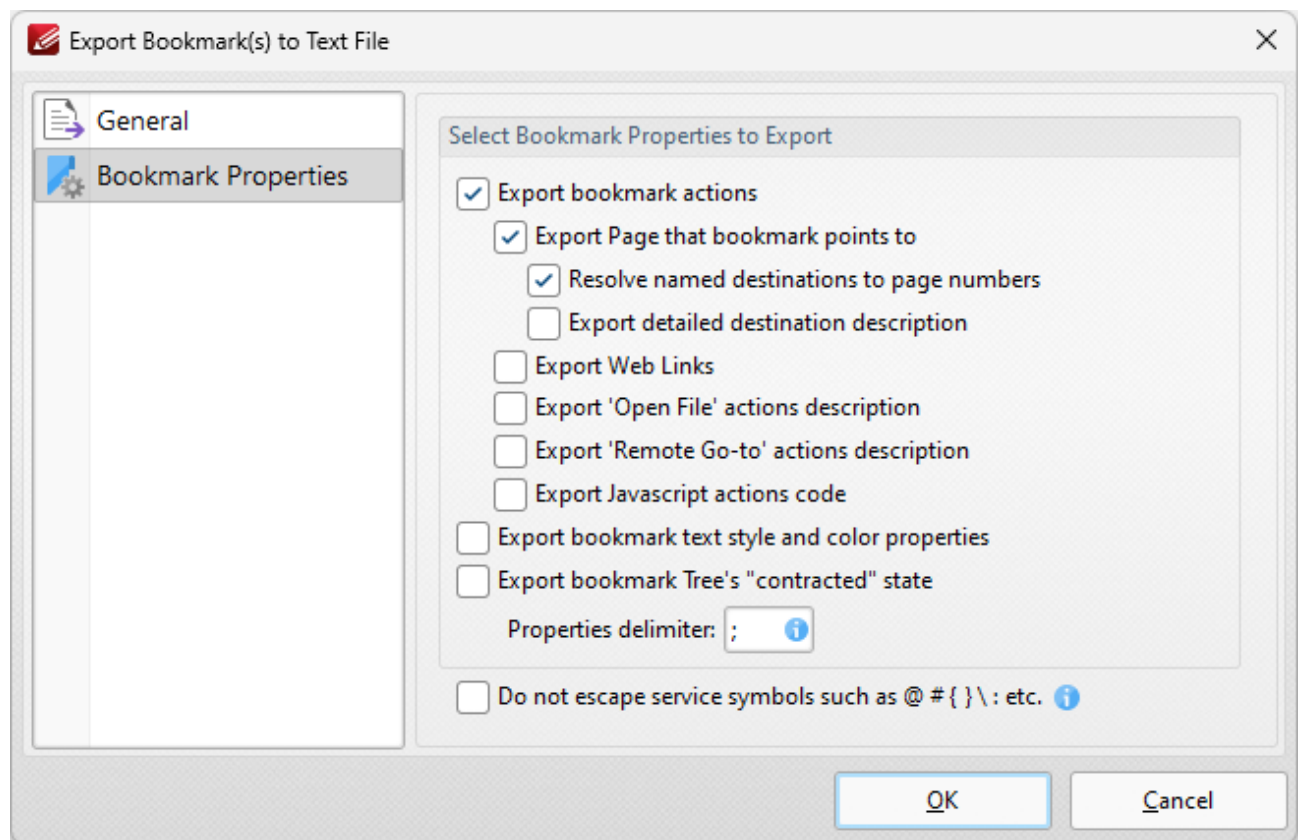 Export Bookmark(s) to Text File
General
Bookmark Properties
Select Bookmark Properties to Export
Export bookmark actions
Export Page that bookmark points to
Resolve named destinations to page numbers
Export detailed destination description
Export Web Links
Export 'Open File' actions description
Export 'Remote Go-to' actions description
Export Javascript actions code
Export bookmark text style and color properties
Export bookmark Tree's "contracted" state
Properties delimiter: ;
Do not escape service symbols such as @ # { } \ : etc.
OK Cancel